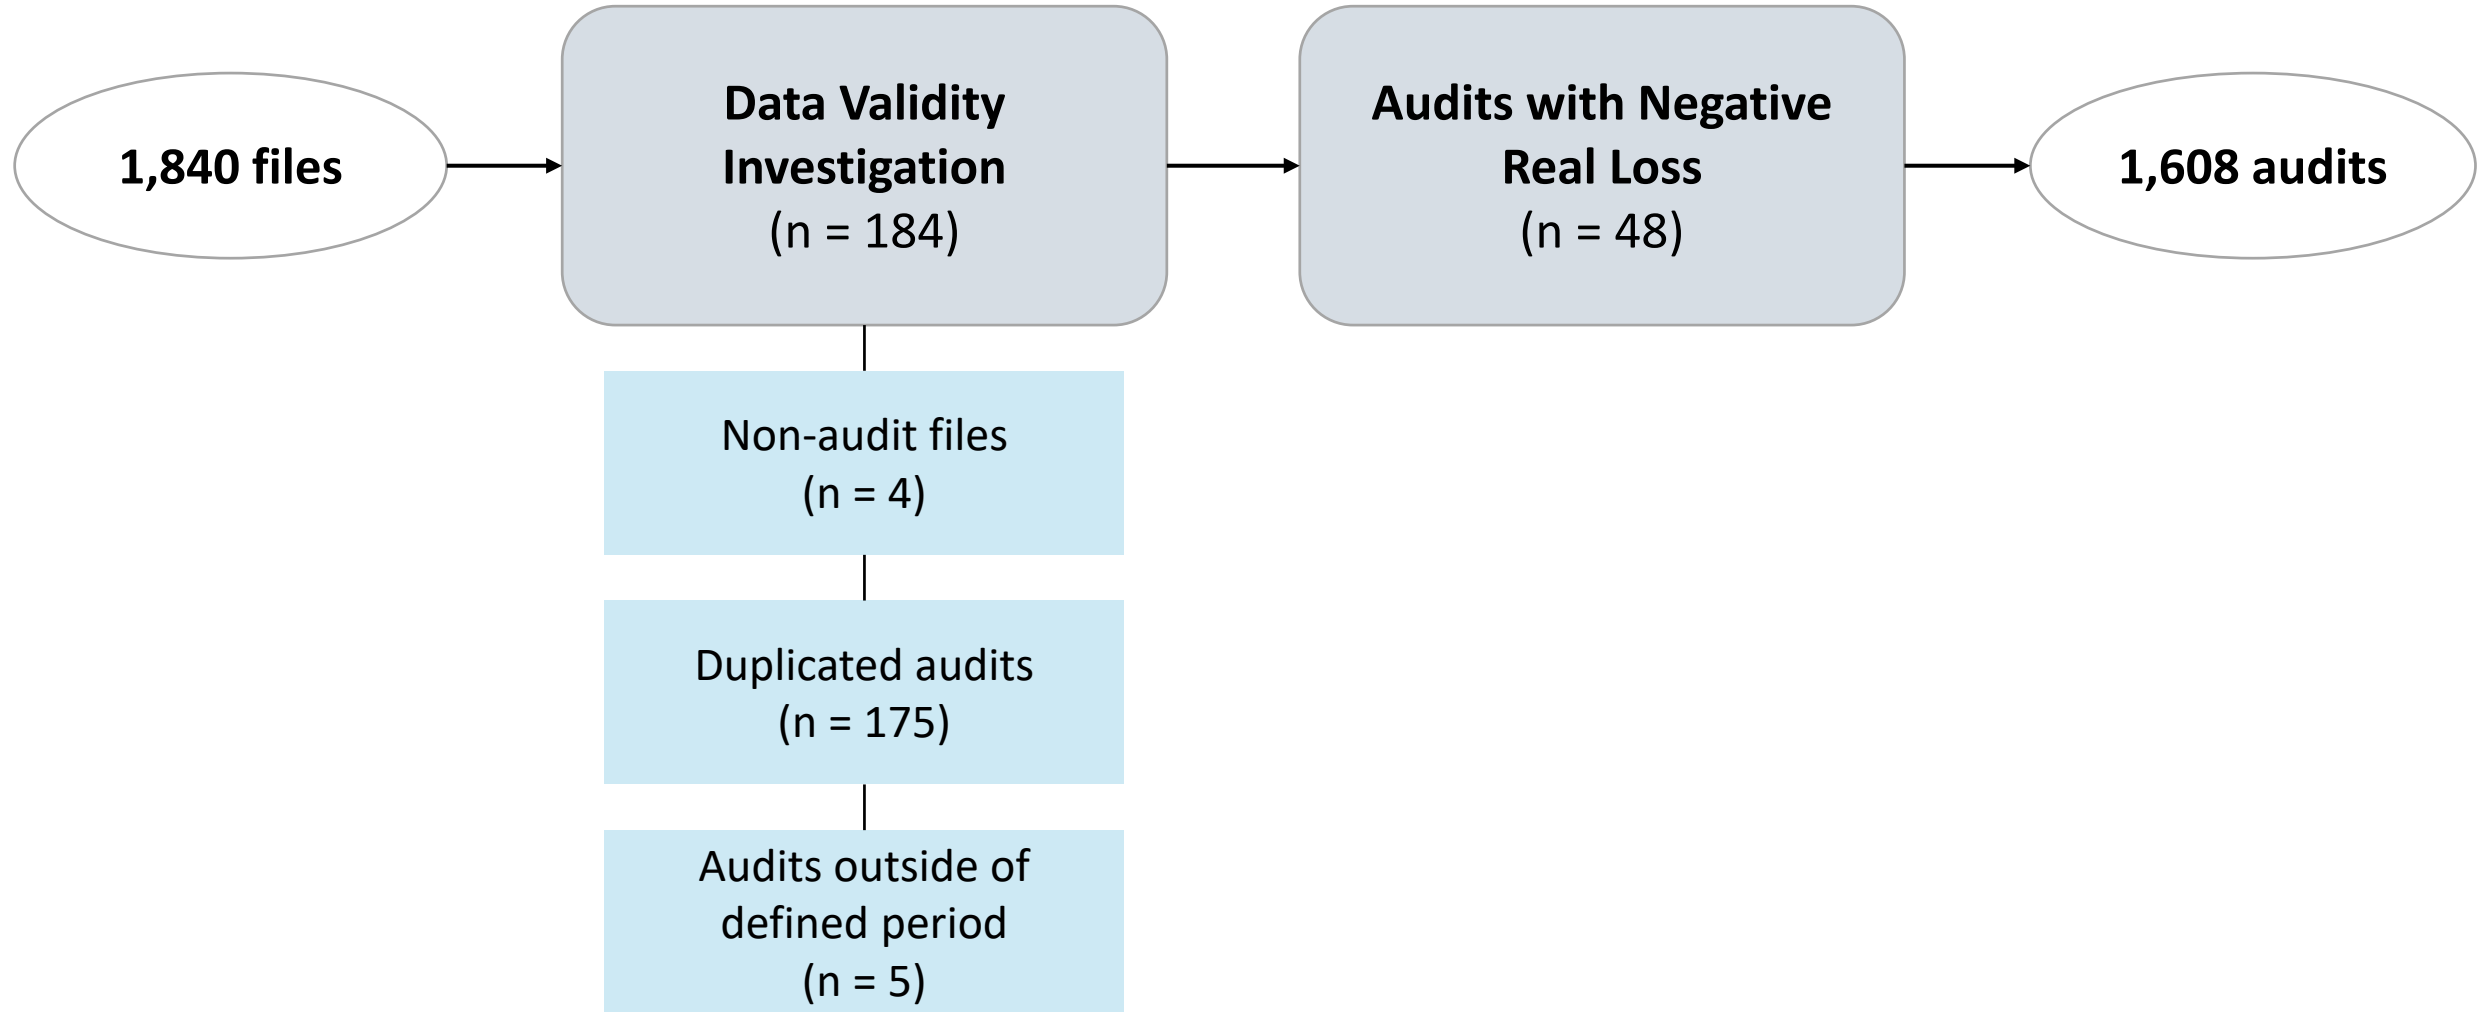 1,840 files
Data Validity
Investigation
(n = 184)
Audits with Negative
Real Loss
(n = 48)
1,608 audits
Non-audit files
(n = 4)
Duplicated audits
(n = 175)
Audits outside of
defined period
(n = 5)